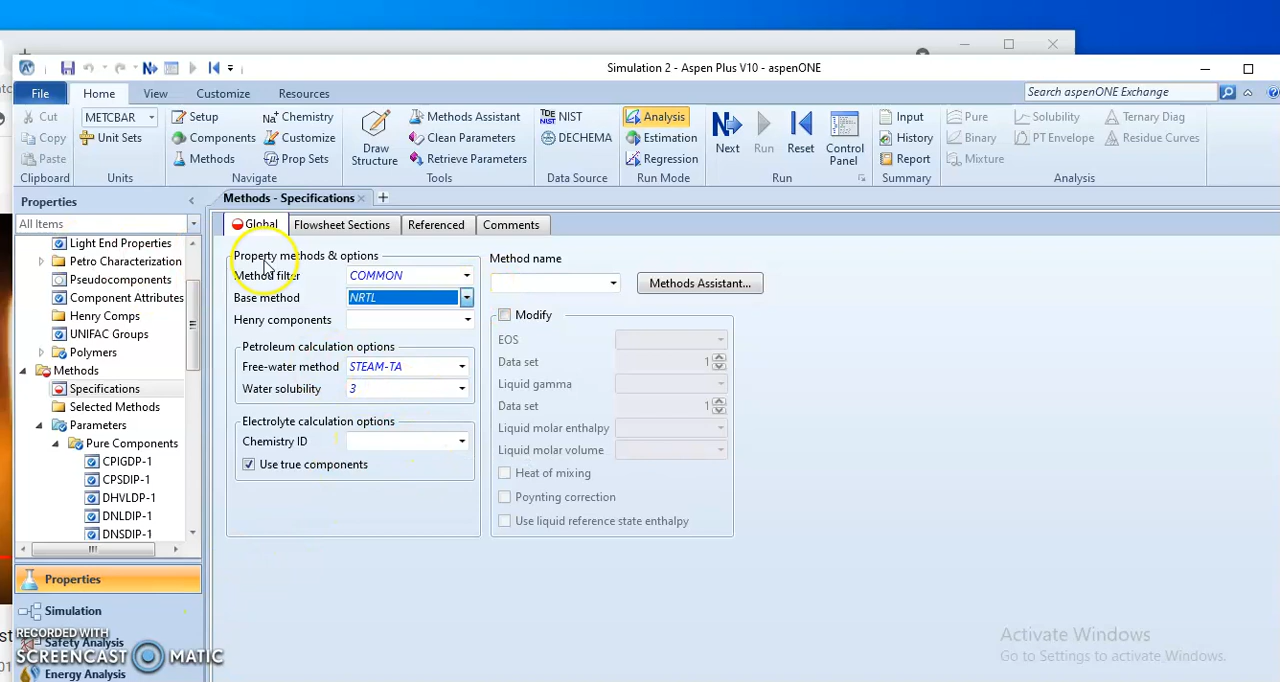 Simulation 2 - Aspen Plus V10 - aspenONE
File
Home
View
Customize
Resources
Search aspenONE Exchange
Cut
Copy
Paste
Clipboard
METCBAR
Unit Sets
Units
Setup
Components
Methods
Chemistry
Customize
Prop Sets
Navigate
Draw
Structure
Methods Assistant
Clean Parameters
Retrieve Parameters
Tools
TDE
NIST
NIST
DECHEMA
Data Source
Analysis
Estimation
Regression
Run Mode
N
Next
Run
Reset
Control
Panel
Run
Input
History
Report
Summary
Pure
Binary
Mixture
Solubility
PT Envelope
Ternary Diag
Residue Curves
Analysis
Properties
All Items
Light End Properties
Petro Characterization
Pseudocomponents
Component Attributes
Henry Comps
UNIFAC Groups
Polymers
Methods
Specifications
Selected Methods
Parameters
Pure Components
CPIGDP-1
CPSDIP-1
DHVLDP-1
DNLDIP-1
DNSDIP-1
Properties
Simulation
Safety Analysis
Energy Analysis
RECORDED WITH
SCREENCAST MATIC
Methods - Specifications
Global
Flowsheet Sections
Referenced
Comments
Property methods & options
Method filter COMMON
Base method NRTL
Henry components
Petroleum calculation options
Free-water method STEAM-TA
Water solubility 3
Electrolyte calculation options
Chemistry ID
Use true components
Method name
Methods Assistant...
Modify
EOS
Data set 1
Liquid gamma
Data set 1
Liquid molar enthalpy
Liquid molar volume
Heat of mixing
Poynting correction
Use liquid reference state enthalpy
Activate Windows
Go to Settings to activate Windows.